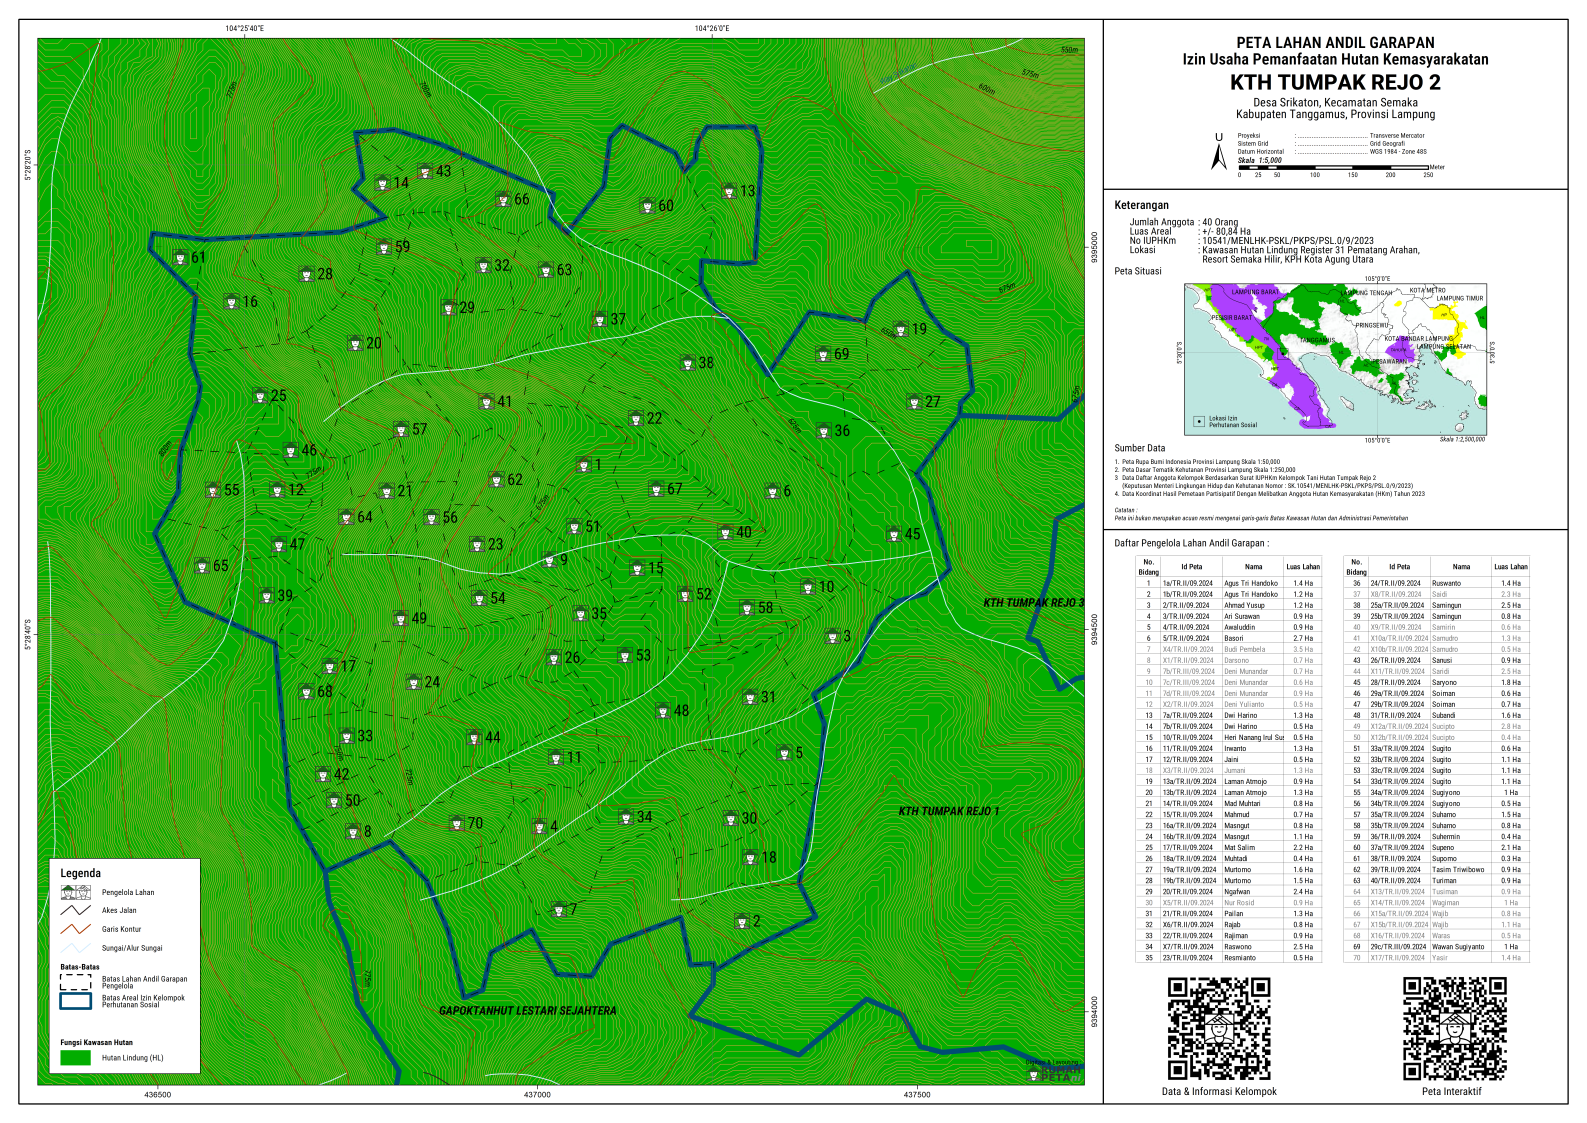 PETA LAHAN ANDIL GARAPAN
Izin Usaha Pemanfaatan Hutan Kemasyarakatan
KTH TUMPAK REJO 2
Desa Srikaton, Kecamatan Semaka
Kabupaten Tanggamus, Provinsi Lampung
U
Proyeksi : Transverse Mercator
Sistem Grid : Grid Geografi
Datum Horizontal : WGS 1984 - Zone 48S
Skala 1:5,000
Meter
0 25 50 100 150 200 250
Keterangan
Jumlah Anggota : 40 Orang
Luas Areal : +/- 80,84 Ha
No IUPHKm : 10541/MENLHK-PSKL/PKPS/PSL.0/9/2023
Lokasi : Kawasan Hutan Lindung Register 31 Pematang Arahan,
Resort Semaka Hilir, KPH Kota Agung Utara
Peta Situasi
105°0'0"E
LAMPUNG BARAT
LAMPUNG TENGAH
KOTA METRO
LAMPUNG TIMUR
PESISIR BARAT
PRINGSEWU
TANGGAMUS
KOTA BANDAR LAMPUNG
LAMPUNG SELATAN
PESAWARAN
5°30'0"S
5°30'0"S
Lokasi Izin
Perhutanan Sosial
105°0'0"E
Skala 1:2,500,000
Sumber Data
1. Peta Rupa Bumi Indonesia Provinsi Lampung Skala 1:50,000
2. Peta Dasar Tematik Kehutanan Provinsi Lampung Skala 1:250,000
3 Data Daftar Anggota Kelompok Berdasarkan Surat IUPHKm Kelompok Tani Hutan Tumpak Rejo 2
(Keputusan Menteri Lingkungan Hidup dan Kehutanan Nomor : SK.10541/MENLHK-PSKL/PKPS/PSL.0/9/2023)
4. Data Koordinat Hasil Pemetaan Partisipatif Dengan Melibatkan Anggota Hutan Kemasyarakatan (HKm) Tahun 2023
Catatan :
Peta ini bukan merupakan acuan resmi mengenai garis-garis Batas Kawasan Hutan dan Administrasi Pemerintahan
Daftar Pengelola Lahan Andil Garapan :
No. Bidang Id Peta Nama Luas Lahan
1 1a/TR.II/09.2024 Agus Tri Handoko 1.4 Ha
2 1b/TR.II/09.2024 Agus Tri Handoko 1.2 Ha
3 2/TR.II/09.2024 Ahmad Yusup 1.2 Ha
4 3/TR.II/09.2024 Ari Surawan 0.9 Ha
5 4/TR.II/09.2024 Awaluddin 0.9 Ha
6 5/TR.II/09.2024 Basori 2.7 Ha
7 X4/TR.II/09.2024 Budi Pembela 3.5 Ha
8 X1/TR.II/09.2024 Darsono 0.7 Ha
9 7b/TR.III/09.2024 Deni Munandar 0.7 Ha
10 7c/TR.III/09.2024 Deni Munandar 0.6 Ha
11 7d/TR.III/09.2024 Deni Munandar 0.9 Ha
12 X2/TR.II/09.2024 Deni Yulianto 0.5 Ha
13 7a/TR.II/09.2024 Dwi Harino 1.3 Ha
14 7b/TR.II/09.2024 Dwi Harino 0.5 Ha
15 10/TR.II/09.2024 Heri Nanang Irul Sus 0.5 Ha
16 11/TR.II/09.2024 Irwanto 1.3 Ha
17 12/TR.II/09.2024 Jaini 0.5 Ha
18 X3/TR.II/09.2024 Jumani 1.3 Ha
19 13a/TR.II/09.2024 Laman Atmojo 0.9 Ha
20 13b/TR.II/09.2024 Laman Atmojo 1.3 Ha
21 14/TR.II/09.2024 Mad Muhtari 0.8 Ha
22 15/TR.II/09.2024 Mahmud 0.7 Ha
23 16a/TR.II/09.2024 Masngut 0.8 Ha
24 16b/TR.II/09.2024 Masngut 1.1 Ha
25 17/TR.II/09.2024 Mat Salim 2.2 Ha
26 18a/TR.II/09.2024 Muhtadi 0.4 Ha
27 19a/TR.II/09.2024 Murtomo 1.6 Ha
28 19b/TR.II/09.2024 Murtomo 1.5 Ha
29 20/TR.II/09.2024 Ngafwan 2.4 Ha
30 X5/TR.II/09.2024 Nur Rosid 0.9 Ha
31 21/TR.II/09.2024 Pailan 1.3 Ha
32 X6/TR.II/09.2024 Rajab 0.8 Ha
33 22/TR.II/09.2024 Rajiman 0.9 Ha
34 X7/TR.II/09.2024 Raswono 2.5 Ha
35 23/TR.II/09.2024 Resmianto 0.5 Ha
No. Bidang Id Peta Nama Luas Lahan
36 24/TR.II/09.2024 Ruswanto 1.4 Ha
37 X8/TR.II/09.2024 Saidi 2.3 Ha
38 25a/TR.II/09.2024 Samingun 2.5 Ha
39 25b/TR.II/09.2024 Samingun 0.8 Ha
40 X9/TR.II/09.2024 Samirin 0.6 Ha
41 X10a/TR.II/09.2024 Samudro 1.3 Ha
42 X10b/TR.II/09.2024 Samudro 0.5 Ha
43 26/TR.II/09.2024 Sanusi 0.9 Ha
44 X11/TR.II/09.2024 Saridi 2.5 Ha
45 28/TR.II/09.2024 Saryono 1.8 Ha
46 29a/TR.II/09.2024 Soiman 0.6 Ha
47 29b/TR.II/09.2024 Soiman 0.7 Ha
48 31/TR.II/09.2024 Subandi 1.6 Ha
49 X12a/TR.II/09.2024 Sucipto 2.8 Ha
50 X12b/TR.II/09.2024 Sucipto 0.4 Ha
51 33a/TR.II/09.2024 Sugito 0.6 Ha
52 33b/TR.II/09.2024 Sugito 1.1 Ha
53 33c/TR.II/09.2024 Sugito 1.1 Ha
54 33d/TR.II/09.2024 Sugito 1.1 Ha
55 34a/TR.II/09.2024 Sugiyono 1 Ha
56 34b/TR.II/09.2024 Sugiyono 0.5 Ha
57 35a/TR.II/09.2024 Suharno 1.5 Ha
58 35b/TR.II/09.2024 Suharno 0.8 Ha
59 36/TR.II/09.2024 Suhermin 0.4 Ha
60 37a/TR.II/09.2024 Supeno 2.1 Ha
61 38/TR.II/09.2024 Supomo 0.3 Ha
62 39/TR.II/09.2024 Tasim Triwibowo 0.9 Ha
63 40/TR.II/09.2024 Turiman 0.9 Ha
64 X13/TR.II/09.2024 Tusiman 0.9 Ha
65 X14/TR.II/09.2024 Wagiman 1 Ha
66 X15a/TR.II/09.2024 Wajib 0.8 Ha
67 X15b/TR.II/09.2024 Wajib 1.1 Ha
68 X16/TR.II/09.2024 Waras 0.5 Ha
69 29c/TR.III/09.2024 Wawan Sugiyanto 1 Ha
70 X17/TR.II/09.2024 Yasir 1.4 Ha
Data & Informasi Kelompok
Peta Interaktif
104°25'40"E
104°26'0"E
5°28'20"S
5°28'40"S
9395000
9394500
9394000
436500
437000
437500
550m
575m
600m
675m
650m
625m
675m
775m
725m
775m
43
14
66
60
13
61
59
28
32
63
16
29
37
20
38
69
19
25
41
57
22
36
27
46
1
55
12
21
62
67
6
64
56
51
40
45
47
23
9
65
15
10
39
54
52
58
49
35
3
17
26
53
68
24
31
48
33
44
11
5
42
50
8
70
4
34
30
18
7
2
KTH TUMPAK REJO 3
KTH TUMPAK REJO 1
GAPOKTANHUT LESTARI SEJAHTERA
Legenda
Pengelola Lahan
Akes Jalan
Garis Kontur
Sungai/Alur Sungai
Batas-Batas
Batas Lahan Andil Garapan
Pengelola
Batas Areal Izin Kelompok
Perhutanan Sosial
Fungsi Kawasan Hutan
Hutan Lindung (HL)